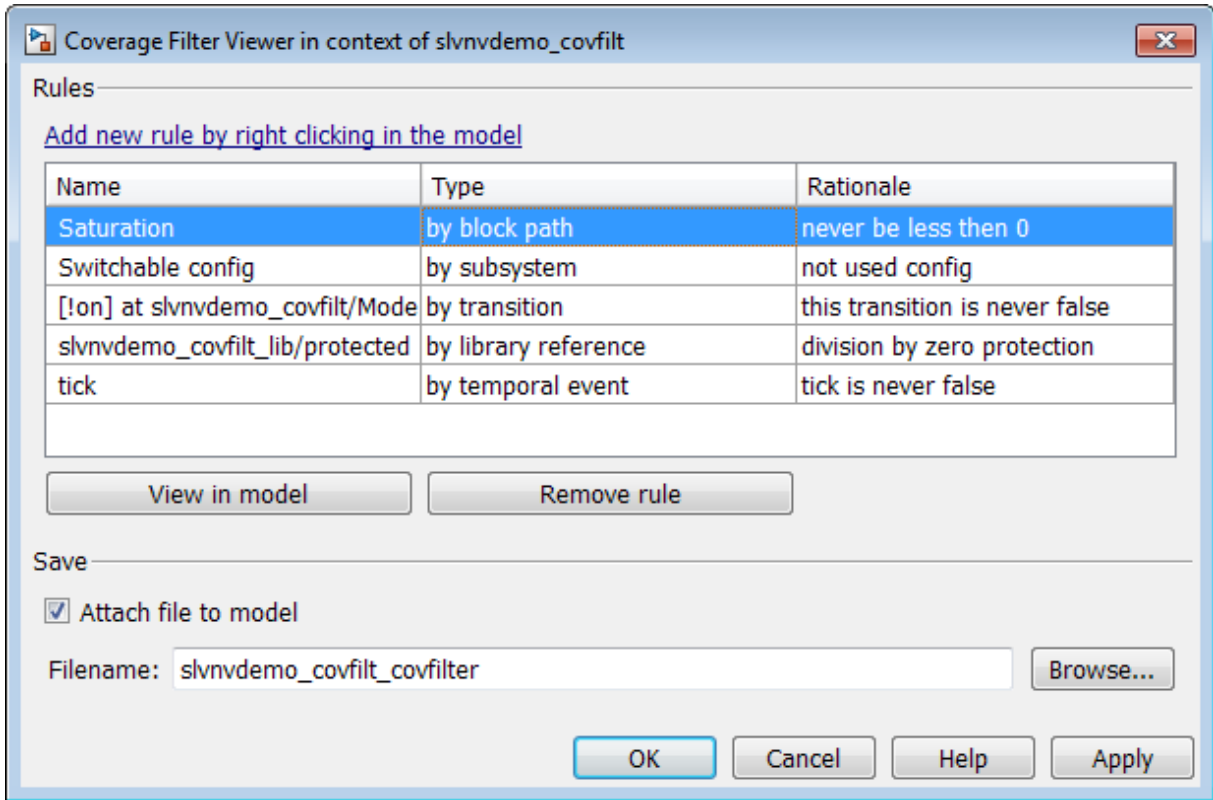 Coverage Filter Viewer in context of slvnvdemo_covfilt
Rules
Add new rule by right clicking in the model
Name Type Rationale
Saturation by block path never be less then 0
Switchable config by subsystem not used config
[!on] at slvnvdemo_covfilt/Mode by transition this transition is never false
slvnvdemo_covfilt_lib/protected by library reference division by zero protection
tick by temporal event tick is never false
View in model Remove rule
Save
Attach file to model
Filename: slvnvdemo_covfilt_covfilter Browse...
OK Cancel Help Apply